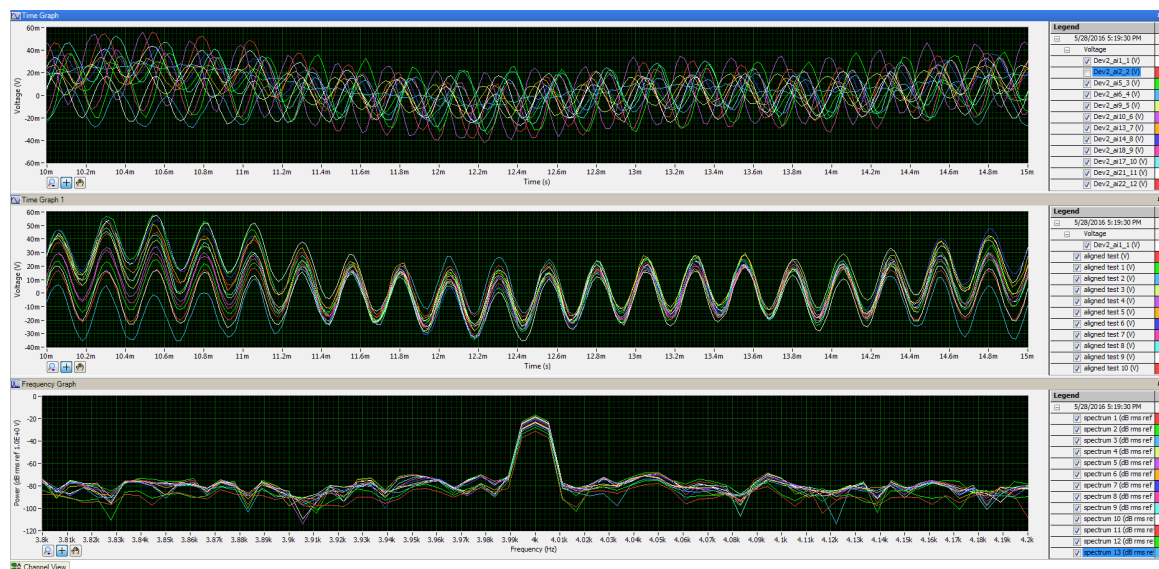 Time Graph
60m
40m
20m
0
-20m
-40m
-60m
Voltage (V)
10m 10.2m 10.4m 10.6m 10.8m 11m 11.2m 11.4m 11.6m 11.8m 12m 12.2m 12.4m 12.6m 12.8m 13m 13.2m 13.4m 13.6m 13.8m 14m 14.2m 14.4m 14.6m 14.8m 15m
Time (s)
Legend
5/28/2016 5:19:30 PM
Voltage
Dev2_ai1_1 (V)
Dev2_ai2_2 (V)
Dev2_ai5_3 (V)
Dev2_ai6_4 (V)
Dev2_ai9_5 (V)
Dev2_ai10_6 (V)
Dev2_ai13_7 (V)
Dev2_ai14_8 (V)
Dev2_ai18_9 (V)
Dev2_ai17_10 (V)
Dev2_ai21_11 (V)
Dev2_ai22_12 (V)
Time Graph 1
60m
50m
40m
30m
20m
10m
0
-10m
-20m
-30m
-40m
Voltage (V)
10m 10.2m 10.4m 10.6m 10.8m 11m 11.2m 11.4m 11.6m 11.8m 12m 12.2m 12.4m 12.6m 12.8m 13m 13.2m 13.4m 13.6m 13.8m 14m 14.2m 14.4m 14.6m 14.8m 15m
Time (s)
Legend
5/28/2016 5:19:30 PM
Voltage
Dev2_ai1_1 (V)
aligned test (V)
aligned test 1 (V)
aligned test 2 (V)
aligned test 3 (V)
aligned test 4 (V)
aligned test 5 (V)
aligned test 6 (V)
aligned test 7 (V)
aligned test 8 (V)
aligned test 9 (V)
aligned test 10 (V)
Frequency Graph
0
-20
-40
-60
-80
-100
-120
Power (dB rms ref 1.0E+0 V)
3.8k 3.81k 3.82k 3.83k 3.84k 3.85k 3.86k 3.87k 3.88k 3.89k 3.9k 3.91k 3.92k 3.93k 3.94k 3.95k 3.96k 3.97k 3.98k 3.99k 4k 4.01k 4.02k 4.03k 4.04k 4.05k 4.06k 4.07k 4.08k 4.09k 4.1k 4.11k 4.12k 4.13k 4.14k 4.15k 4.16k 4.17k 4.18k 4.19k 4.2k
Frequency (Hz)
Legend
5/28/2016 5:19:30 PM
spectrum 1 (dB rms ref
spectrum 2 (dB rms ref
spectrum 3 (dB rms ref
spectrum 4 (dB rms ref
spectrum 5 (dB rms ref
spectrum 6 (dB rms ref
spectrum 7 (dB rms ref
spectrum 8 (dB rms ref
spectrum 9 (dB rms ref
spectrum 10 (dB rms ref
spectrum 11 (dB rms ref
spectrum 12 (dB rms ref
spectrum 13 (dB rms ref
Channel View